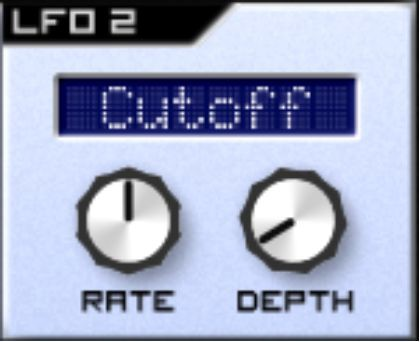 LFO 2
Cutoff
RATE DEPTH